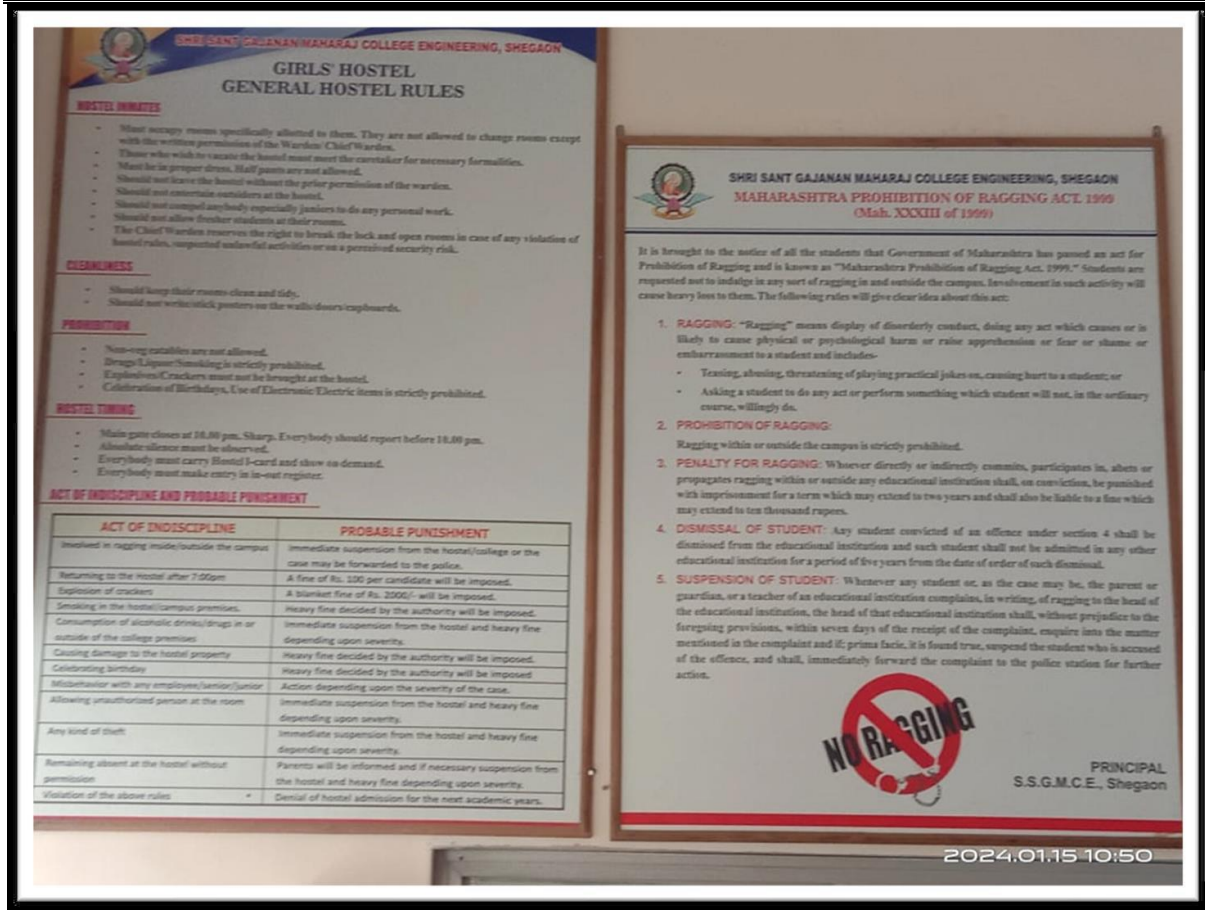 SHRI SANT GAJANAN MAHARAJ COLLEGE ENGINEERING, SHEGAON
GIRLS' HOSTEL
GENERAL HOSTEL RULES
HOSTEL INMATES
- Must occupy rooms specifically allotted to them. They are not allowed to change rooms except
with the written permission of the Warden/ Chief Warden.
- Those who wish to vacate the hostel must meet the caretaker for necessary formalities.
- Must be in proper dress. Half pants are not allowed.
- Should not leave the hostel without the prior permission of the warden.
- Should not entertain outsiders at the hostel.
- Should not compel anybody especially juniors to do any personal work.
- Should not allow fresher students at their rooms.
- The Chief Warden reserves the right to break the lock and open rooms in case of any violation of
hostel rules, suspected unlawful activities or on a perceived security risk.
CLEANLINESS
- Should keep their rooms clean and tidy.
- Should not write/stick posters on the walls/doors/cupboards.
PROHIBITION
- Non-veg eatables are not allowed.
- Drugs/Liquor/Smoking is strictly prohibited.
- Explosives/Crackers must not be brought at the hostel.
- Celebration of Birthdays, Use of Electronic/Electric items is strictly prohibited.
HOSTEL TIMING
- Main gate closes at 10.00 pm. Sharp. Everybody should report before 10.00 pm.
- Absolute silence must be observed.
- Everybody must carry Hostel I-card and show on demand.
- Everybody must make entry in in-out register.
ACT OF INDISCIPLINE AND PROBABLE PUNISHMENT
ACT OF INDISCIPLINE PROBABLE PUNISHMENT
Involved in ragging inside/outside the campus Immediate suspension from the hostel/college or the
case may be forwarded to the police.
Returning to the Hostel after 7:00pm A fine of Rs. 100 per candidate will be imposed.
Explosion of crackers A blanket fine of Rs. 2000/- will be imposed.
Smoking in the hostel/campus premises. Heavy fine decided by the authority will be imposed.
Consumption of alcoholic drinks/drugs in or Immediate suspension from the hostel and heavy fine
outside of the college premises depending upon severity.
Causing damage to the hostel property Heavy fine decided by the authority will be imposed.
Celebrating birthday Heavy fine decided by the authority will be imposed
Misbehavior with any employee/senior/junior Action depending upon the severity of the case.
Allowing unauthorized person at the room Immediate suspension from the hostel and heavy fine
depending upon severity.
Any kind of theft Immediate suspension from the hostel and heavy fine
depending upon severity.
Remaining absent at the hostel without Parents will be informed and if necessary suspension from
permission the hostel and heavy fine depending upon severity.
Violation of the above rules Denial of hostel admission for the next academic years.
SHRI SANT GAJANAN MAHARAJ COLLEGE ENGINEERING, SHEGAON
MAHARASHTRA PROHIBITION OF RAGGING ACT. 1999
(Mah. XXXIII of 1999)
It is brought to the notice of all the students that Government of Maharashtra has passed an act for
Prohibition of Ragging and is known as "Maharashtra Prohibition of Ragging Act. 1999." Students are
requested not to indulge in any sort of ragging in and outside the campus. Involvement in such activity will
cause heavy loss to them. The following rules will give clear idea about this act:
1. RAGGING: "Ragging" means display of disorderly conduct, doing any act which causes or is
likely to cause physical or psychological harm or raise apprehension or fear or shame or
embarrassment to a student and includes-
- Teasing, abusing, threatening of playing practical jokes on, causing hurt to a student; or
- Asking a student to do any act or perform something which student will not, in the ordinary
course, willingly do.
2. PROHIBITION OF RAGGING:
Ragging within or outside the campus is strictly prohibited.
3. PENALTY FOR RAGGING: Whoever directly or indirectly commits, participates in, abets or
propagates ragging within or outside any educational institution shall, on conviction, be punished
with imprisonment for a term which may extend to two years and shall also be liable to a fine which
may extend to ten thousand rupees.
4. DISMISSAL OF STUDENT: Any student convicted of an offence under section 4 shall be
dismissed from the educational institution and such student shall not be admitted in any other
educational institution for a period of five years from the date of order of such dismissal.
5. SUSPENSION OF STUDENT: Whenever any student or, as the case may be, the parent or
guardian, or a teacher of an educational institution complains, in writing, of ragging to the head of
the educational institution, the head of that educational institution shall, without prejudice to the
foregoing provisions, within seven days of the receipt of the complaint, enquire into the matter
mentioned in the complaint and if; prima facie, it is found true, suspend the student who is accused
of the offence, and shall, immediately forward the complaint to the police station for further
action.
NO RAGGING
PRINCIPAL
S.S.G.M.C.E., Shegaon
2024.01.15 10:50